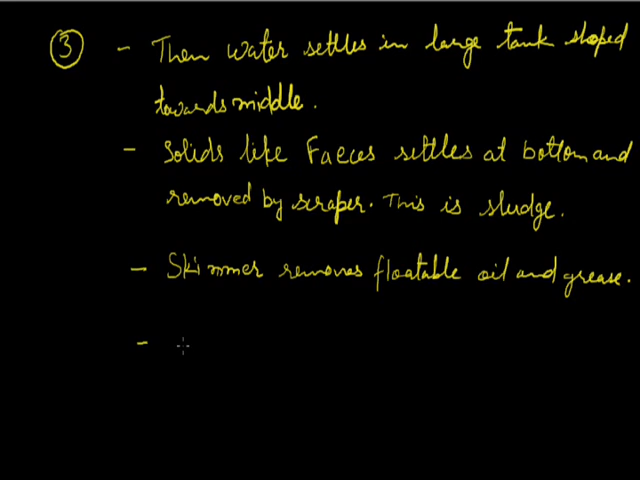 ③ - Then water settles in large tank sloped
towards middle.
- Solids like Faeces settles at bottom and
removed by scraper. This is sludge.
- Skimmer removes floatable oil and grease.
-